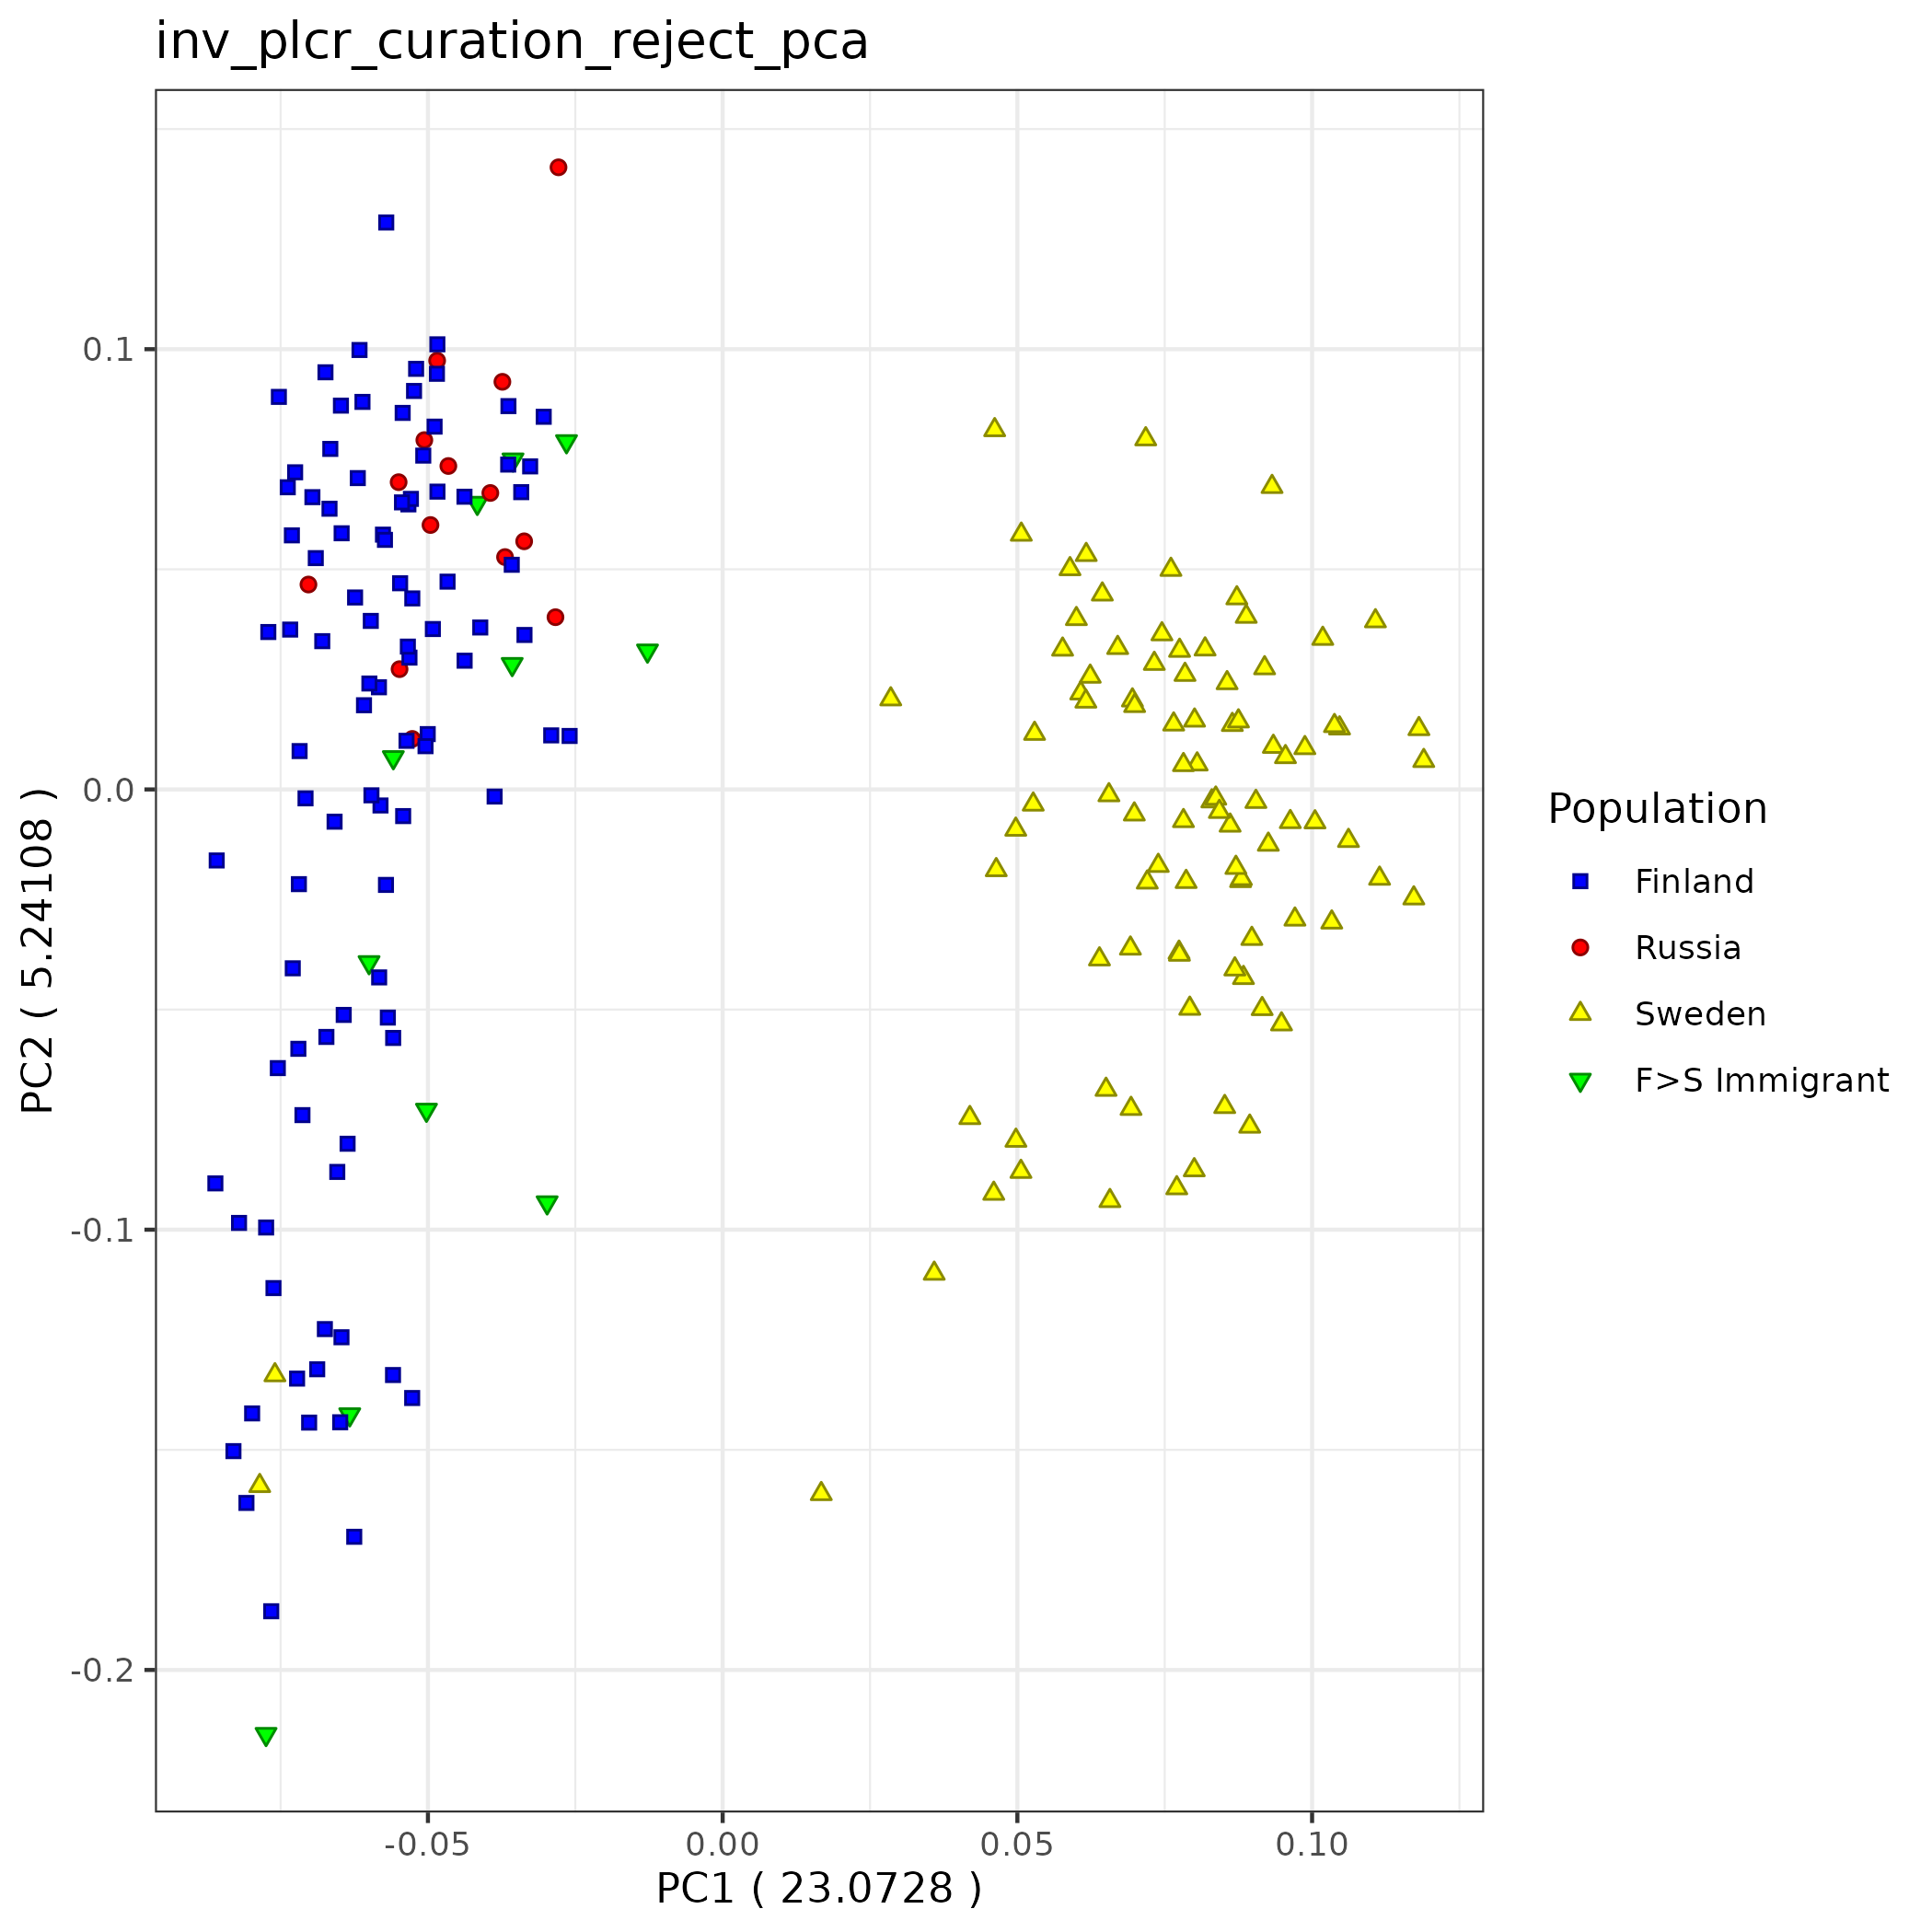 inv_plcr_curation_reject_pca
0.1
0.0
-0.1
-0.2
PC2 ( 5.24108 )
-0.05
0.00
0.05
0.10
PC1 ( 23.0728 )
Population
Finland
Russia
Sweden
F>S Immigrant